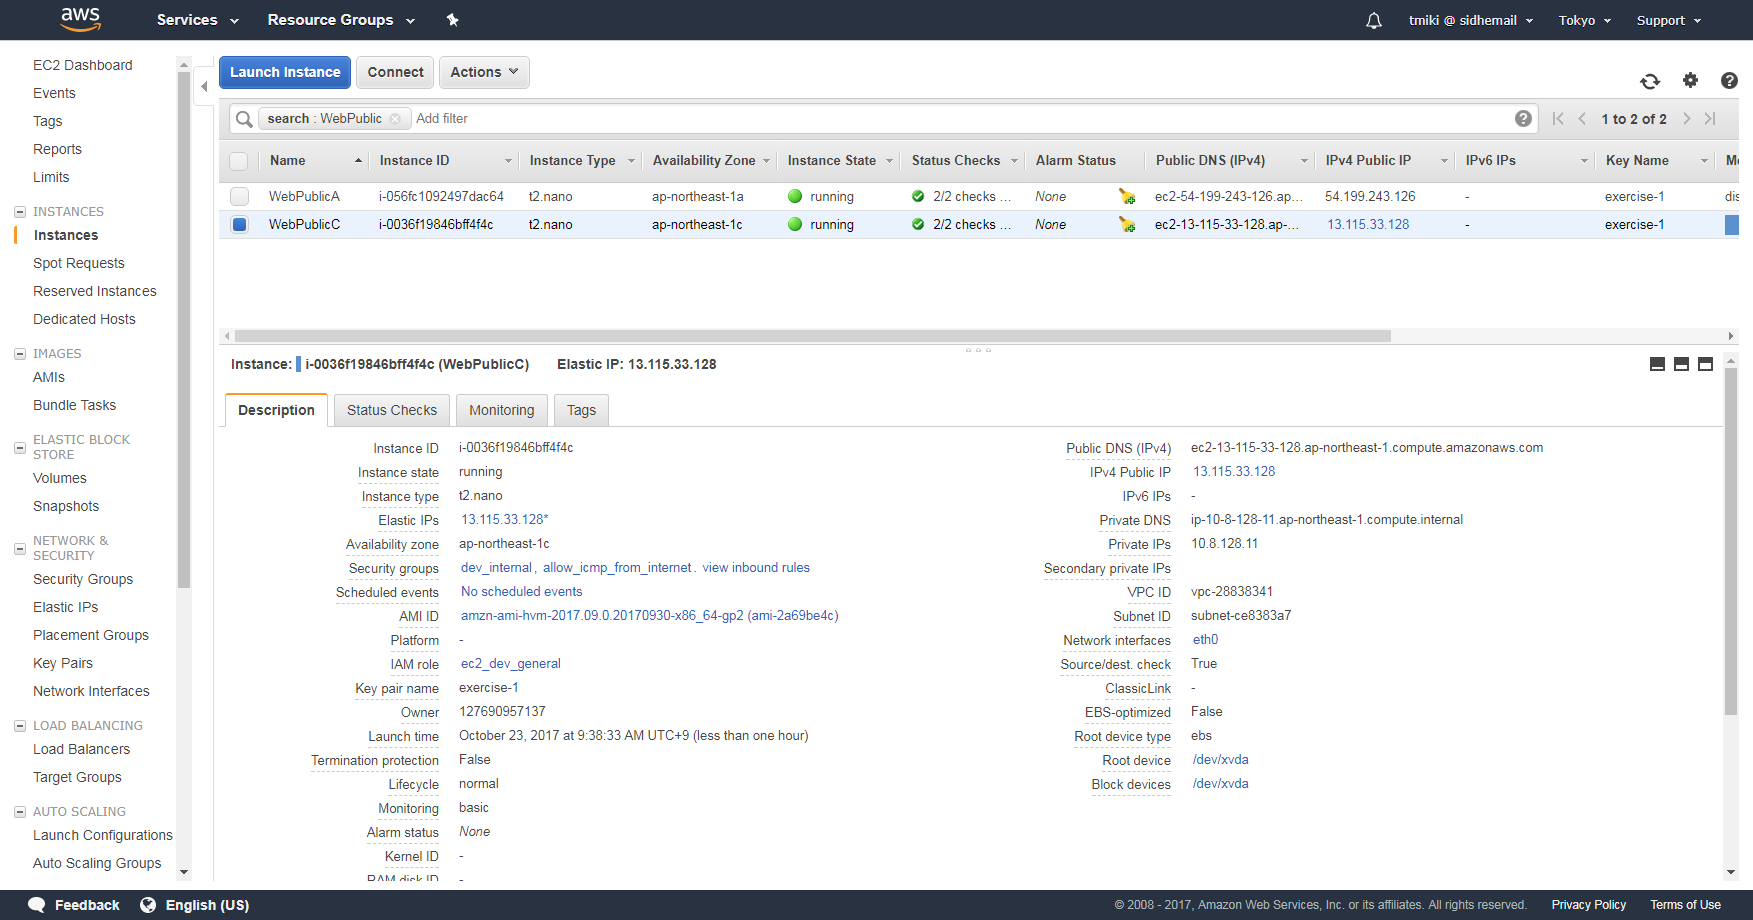 aws Services Resource Groups tmiki @ sidhemail Tokyo Support
EC2 Dashboard
Events
Tags
Reports
Limits
INSTANCES
Instances
Spot Requests
Reserved Instances
Dedicated Hosts
IMAGES
AMIs
Bundle Tasks
ELASTIC BLOCK
STORE
Volumes
Snapshots
NETWORK &
SECURITY
Security Groups
Elastic IPs
Placement Groups
Key Pairs
Network Interfaces
LOAD BALANCING
Load Balancers
Target Groups
AUTO SCALING
Launch Configurations
Auto Scaling Groups
Launch Instance Connect Actions
search : WebPublic Add filter 1 to 2 of 2
Name Instance ID Instance Type Availability Zone Instance State Status Checks Alarm Status Public DNS (IPv4) IPv4 Public IP IPv6 IPs Key Name
WebPublicA i-056fc1092497dac64 t2.nano ap-northeast-1a running 2/2 checks ... None ec2-54-199-243-126.ap... 54.199.243.126 - exercise-1 dis
WebPublicC i-0036f19846bff4f4c t2.nano ap-northeast-1c running 2/2 checks ... None ec2-13-115-33-128.ap-... 13.115.33.128 - exercise-1
Instance: i-0036f19846bff4f4c (WebPublicC) Elastic IP: 13.115.33.128
Description Status Checks Monitoring Tags
Instance ID i-0036f19846bff4f4c
Instance state running
Instance type t2.nano
Elastic IPs 13.115.33.128*
Availability zone ap-northeast-1c
Security groups dev_internal, allow_icmp_from_internet. view inbound rules
Scheduled events No scheduled events
AMI ID amzn-ami-hvm-2017.09.0.20170930-x86_64-gp2 (ami-2a69be4c)
Platform -
IAM role ec2_dev_general
Key pair name exercise-1
Owner 127690957137
Launch time October 23, 2017 at 9:38:33 AM UTC+9 (less than one hour)
Termination protection False
Lifecycle normal
Monitoring basic
Alarm status None
Kernel ID -
RAM disk ID -
Public DNS (IPv4) ec2-13-115-33-128.ap-northeast-1.compute.amazonaws.com
IPv4 Public IP 13.115.33.128
IPv6 IPs -
Private DNS ip-10-8-128-11.ap-northeast-1.compute.internal
Private IPs 10.8.128.11
Secondary private IPs
VPC ID vpc-28838341
Subnet ID subnet-ce8383a7
Network interfaces eth0
Source/dest. check True
ClassicLink -
EBS-optimized False
Root device type ebs
Root device /dev/xvda
Block devices /dev/xvda
Feedback English (US) © 2008 - 2017, Amazon Web Services, Inc. or its affiliates. All rights reserved. Privacy Policy Terms of Use